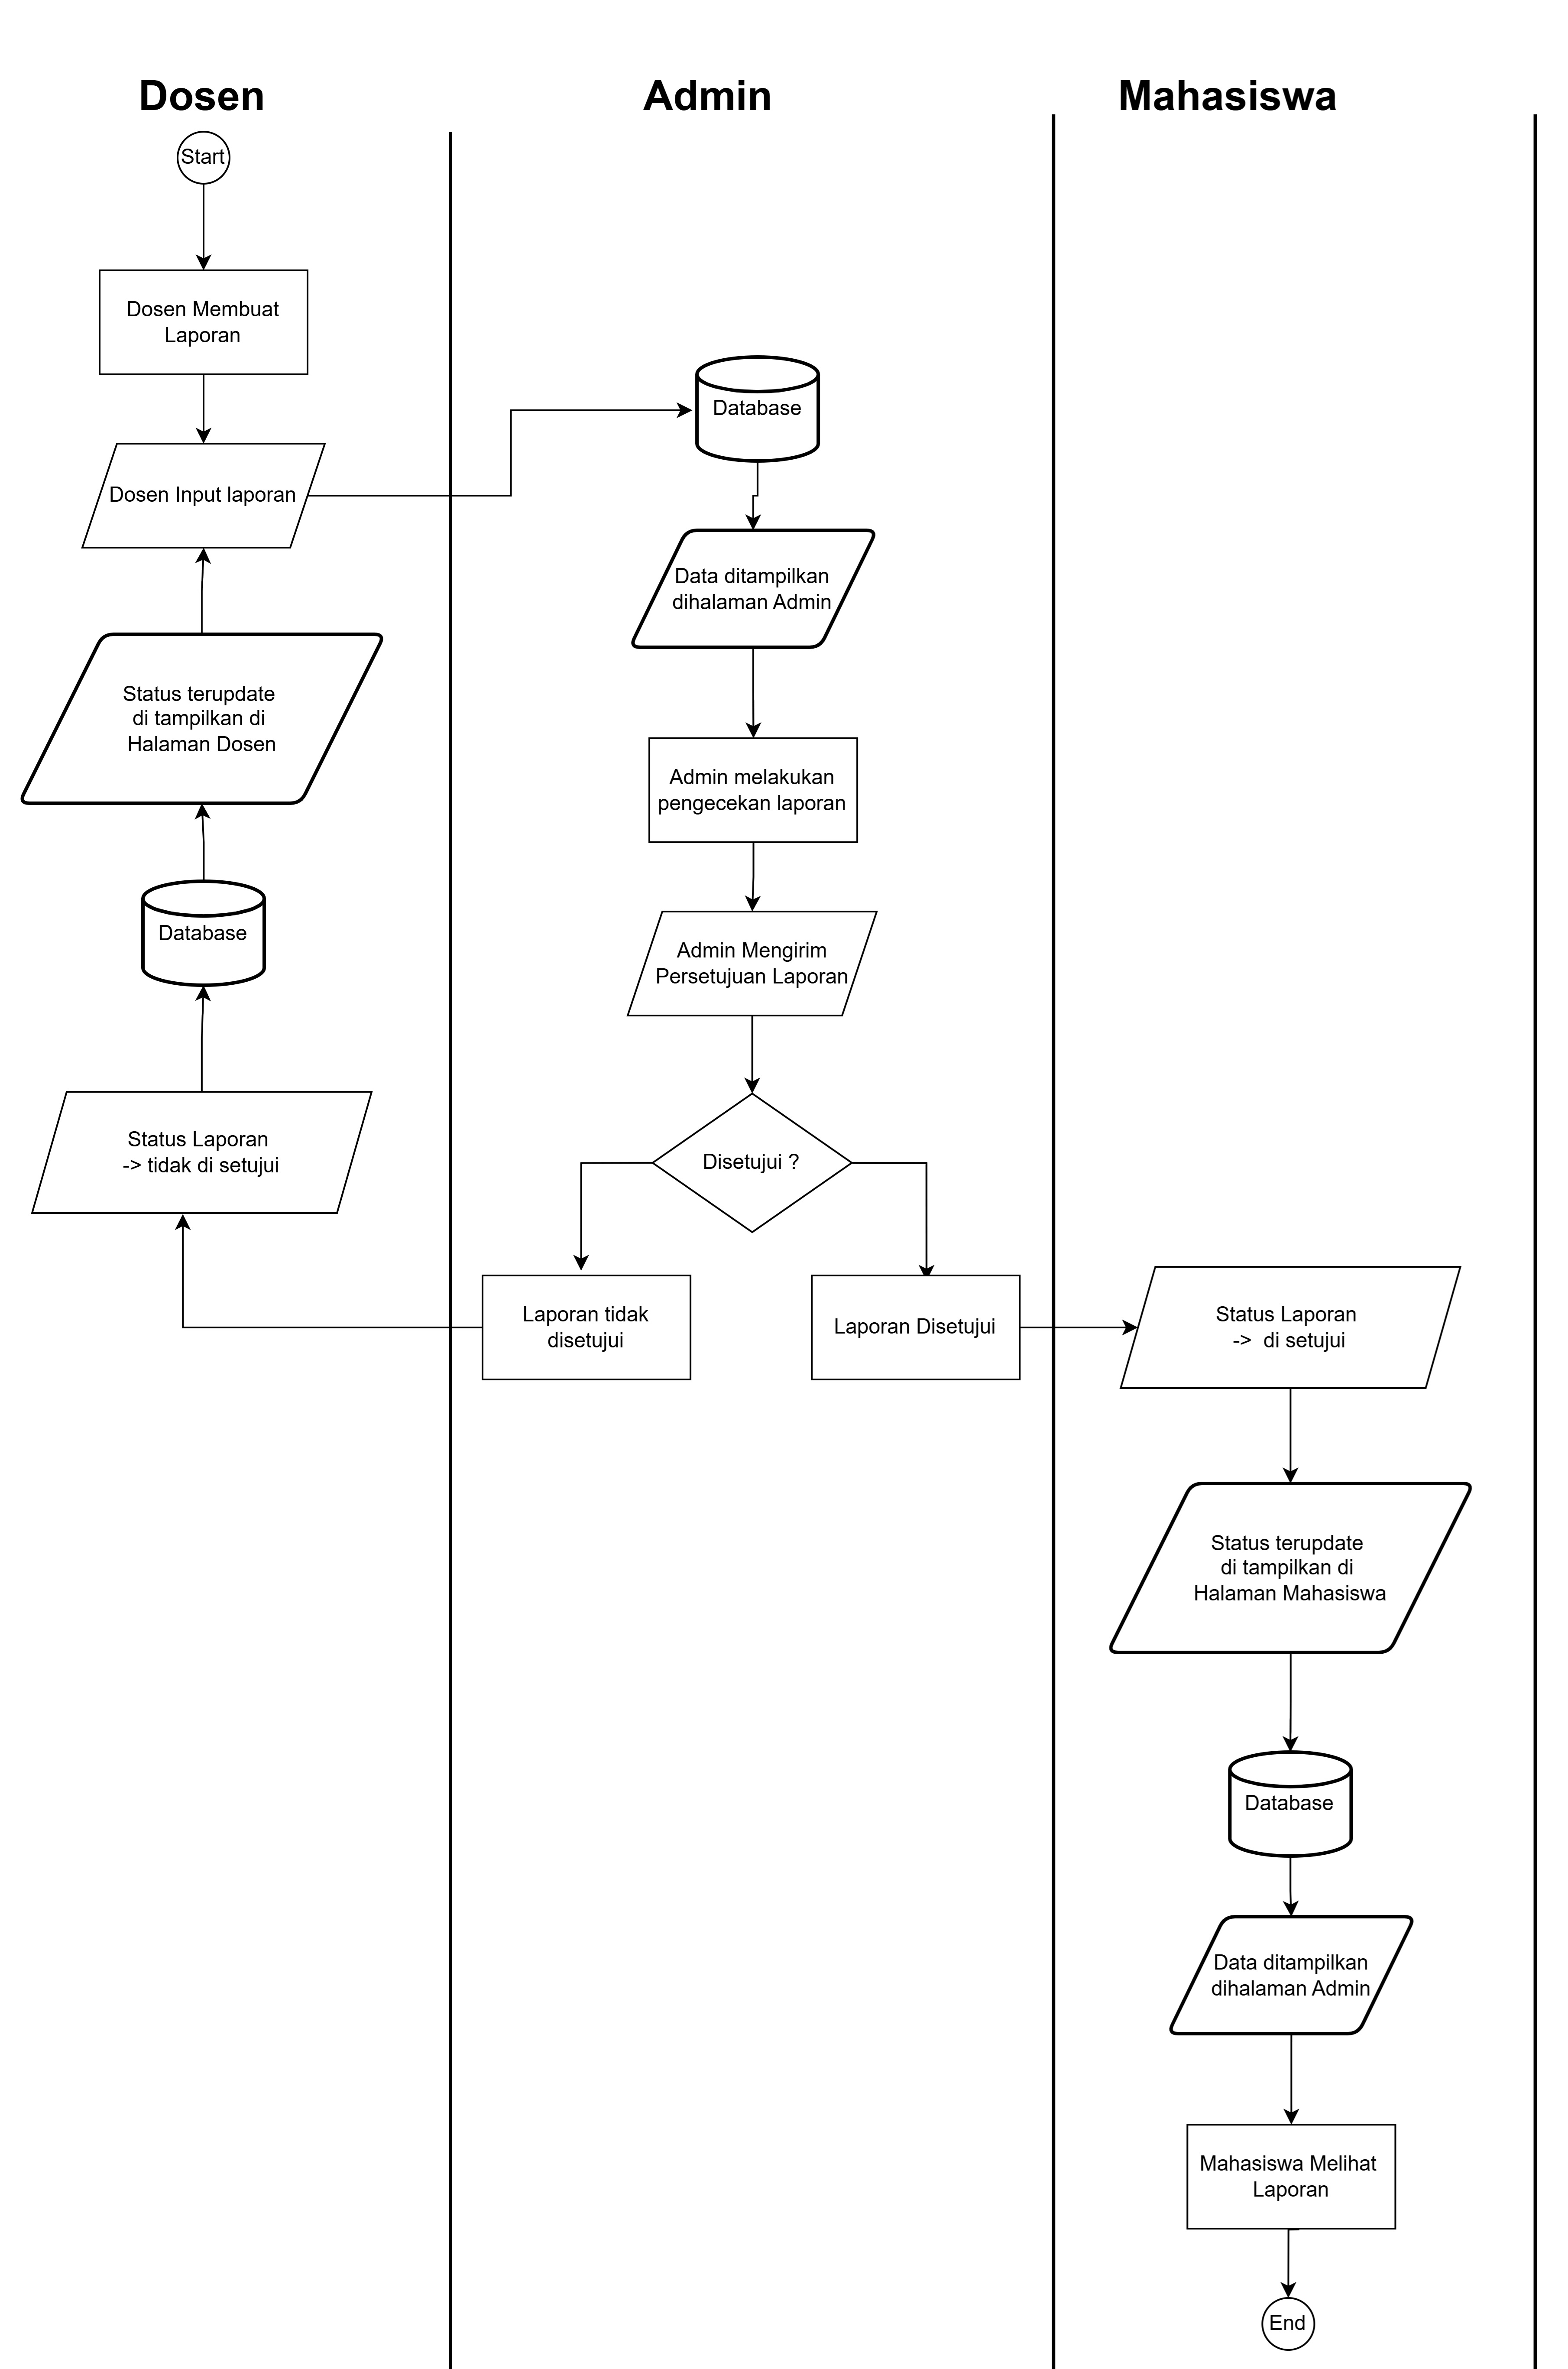 Dosen
Admin
Mahasiswa
Start
Dosen Membuat
Laporan
Dosen Input laporan
Status terupdate
di tampilkan di
Halaman Dosen
Database
Status Laporan
-> tidak di setujui
Database
Data ditampilkan
dihalaman Admin
Admin melakukan
pengecekan laporan
Admin Mengirim
Persetujuan Laporan
Disetujui ?
Laporan tidak
disetujui
Laporan Disetujui
Status Laporan
-> di setujui
Status terupdate
di tampilkan di
Halaman Mahasiswa
Database
Data ditampilkan
dihalaman Admin
Mahasiswa Melihat
Laporan
End